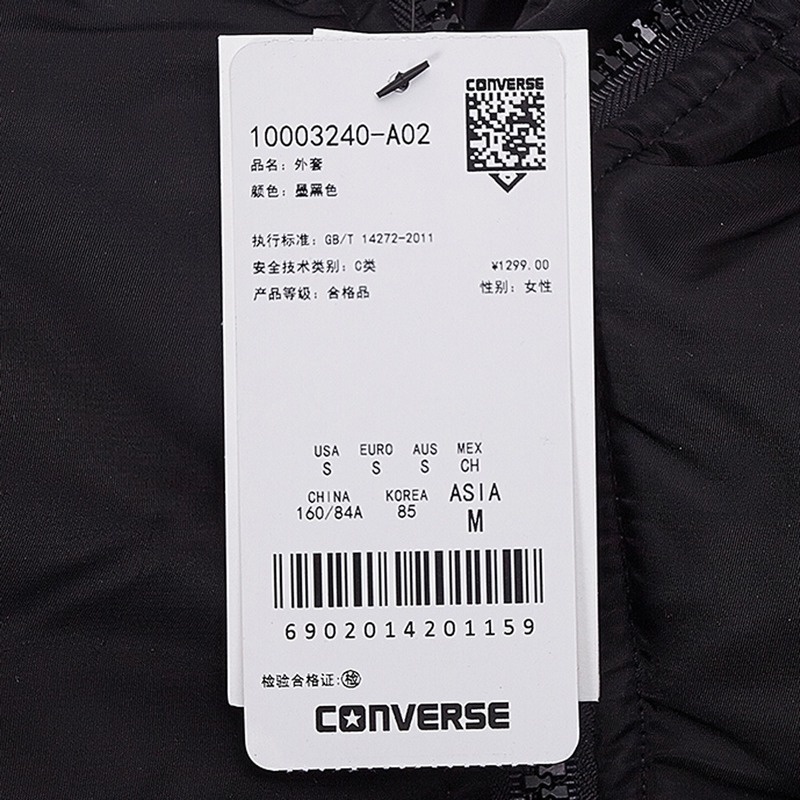 CONVERSE
10003240-A02
品名：外套
颜色：墨黑色
执行标准：GB/T 14272-2011
安全技术类别：C类 ¥1299.00
产品等级：合格品 性别：女性
USA EURO AUS MEX
S S S CH
CHINA KOREA ASIA
160/84A 85 M
6902014201159
检验合格证:检
CONVERSE